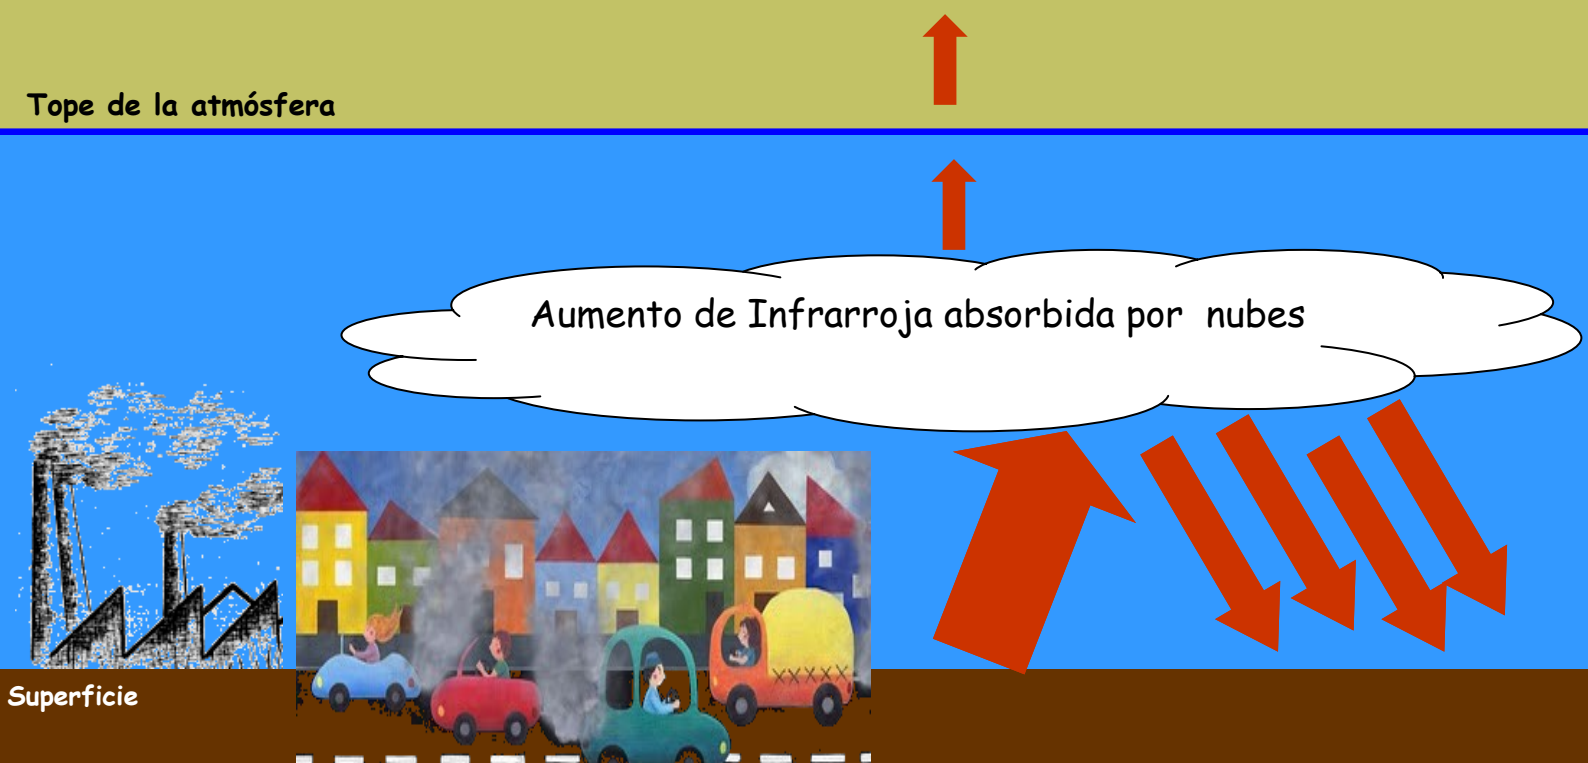 Tope de la atmósfera
Aumento de Infrarroja absorbida por nubes
Superficie